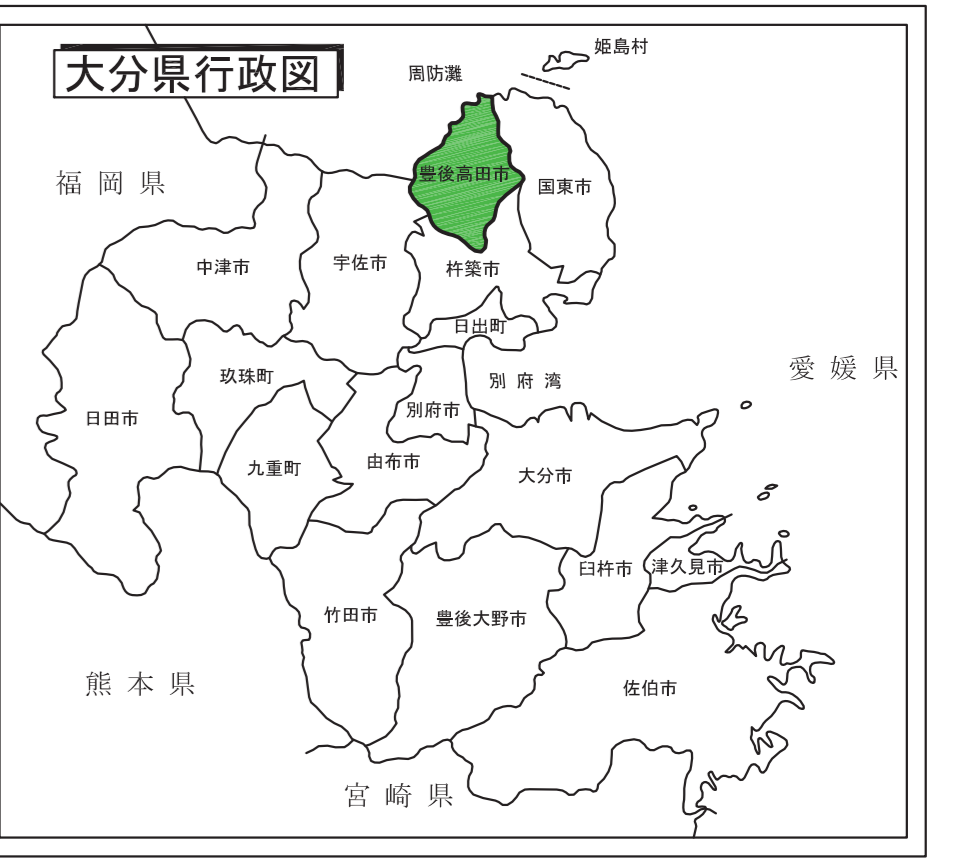 姫島村
周防灘
大分県行政図
豊後高田市
福岡県
国東市
中津市
宇佐市
杵築市
日出町
愛媛県
玖珠町
別府湾
別府市
日田市
九重町
由布市
大分市
臼杵市
津久見市
竹田市
豊後大野市
熊本県
佐伯市
宮崎県